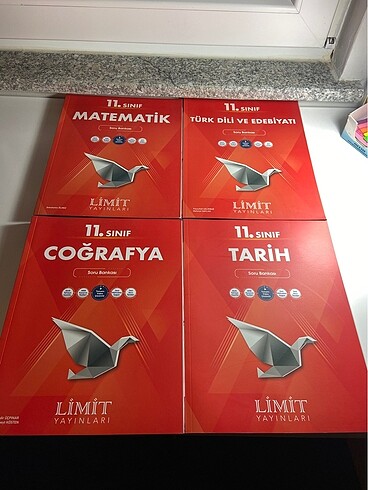 11. SINIF
MATEMATİK
Soru Bankası
LİMİT
YAYINLARI
11. SINIF
TÜRK DİLİ VE EDEBİYATI
Soru Bankası
LİMİT
YAYINLARI
11. SINIF
COĞRAFYA
Soru Bankası
LİMİT
YAYINLARI
11. SINIF
TARİH
Soru Bankası
LİMİT
YAYINLARI